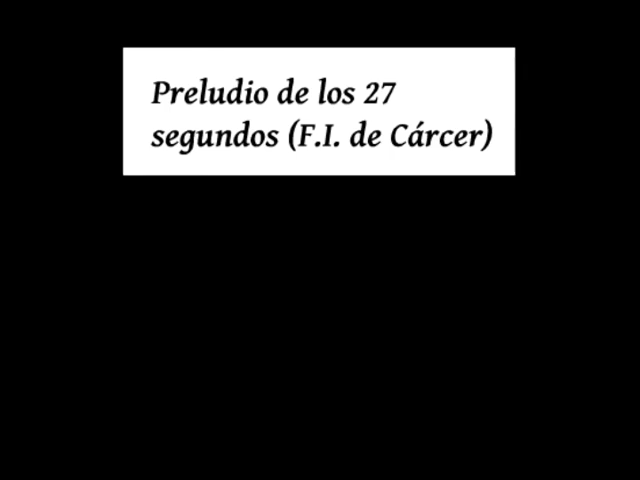 Preludio de los 27
segundos (F.I. de Cárcer)